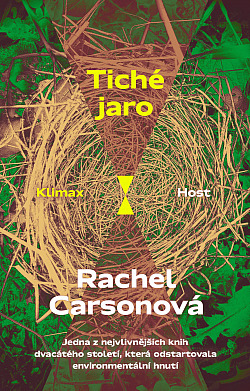 Tiché
jaro
Klimax
Host
Rachel
Carsonová
Jedna z nejvlivnějších knih
dvacátého století, která odstartovala
environmentální hnutí